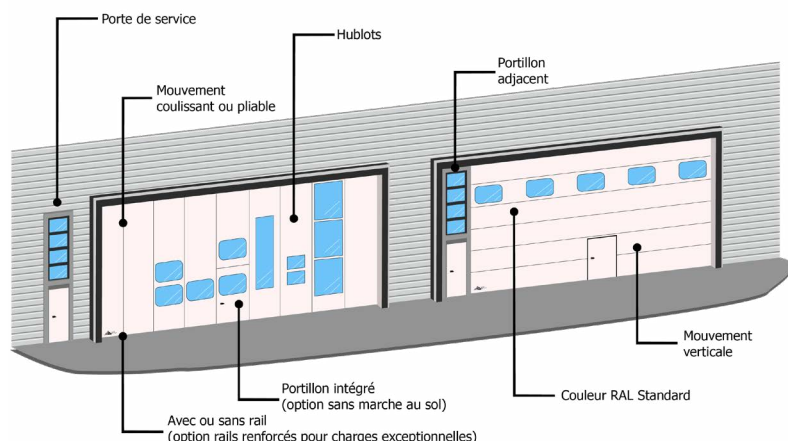 Porte de service
Hublots
Mouvement
coulissant ou pliable
Portillon
adjacent
Mouvement
verticale
Portillon intégré
(option sans marche au sol)
Couleur RAL Standard
Avec ou sans rail
(option rails renforcés pour charges exceptionnelles)